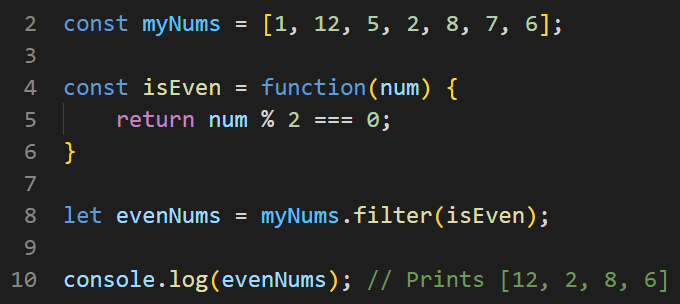 2 const myNums = [1, 12, 5, 2, 8, 7, 6];
3
4 const isEven = function(num) {
5     return num % 2 === 0;
6 }
7
8 let evenNums = myNums.filter(isEven);
9
10 console.log(evenNums); // Prints [12, 2, 8, 6]